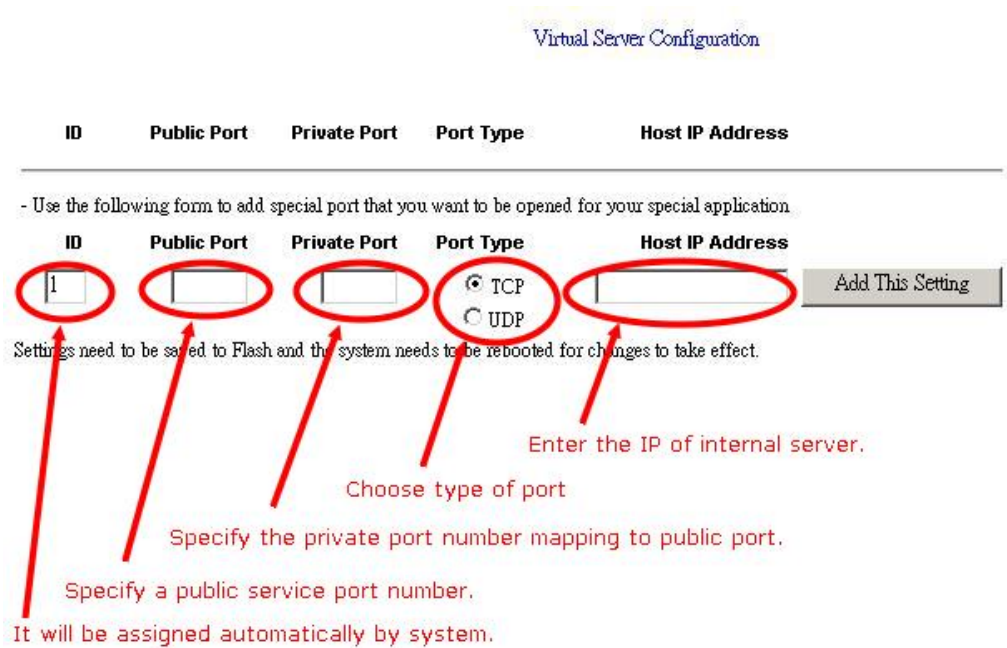 Virtual Server Configuration
ID Public Port Private Port Port Type Host IP Address
- Use the following form to add special port that you want to be opened for your special application
ID Public Port Private Port Port Type Host IP Address
1 TCP Add This Setting
UDP
Settings need to be saved to Flash and the system needs to be rebooted for changes to take effect.
Enter the IP of internal server.
Choose type of port
Specify the private port number mapping to public port.
Specify a public service port number.
It will be assigned automatically by system.